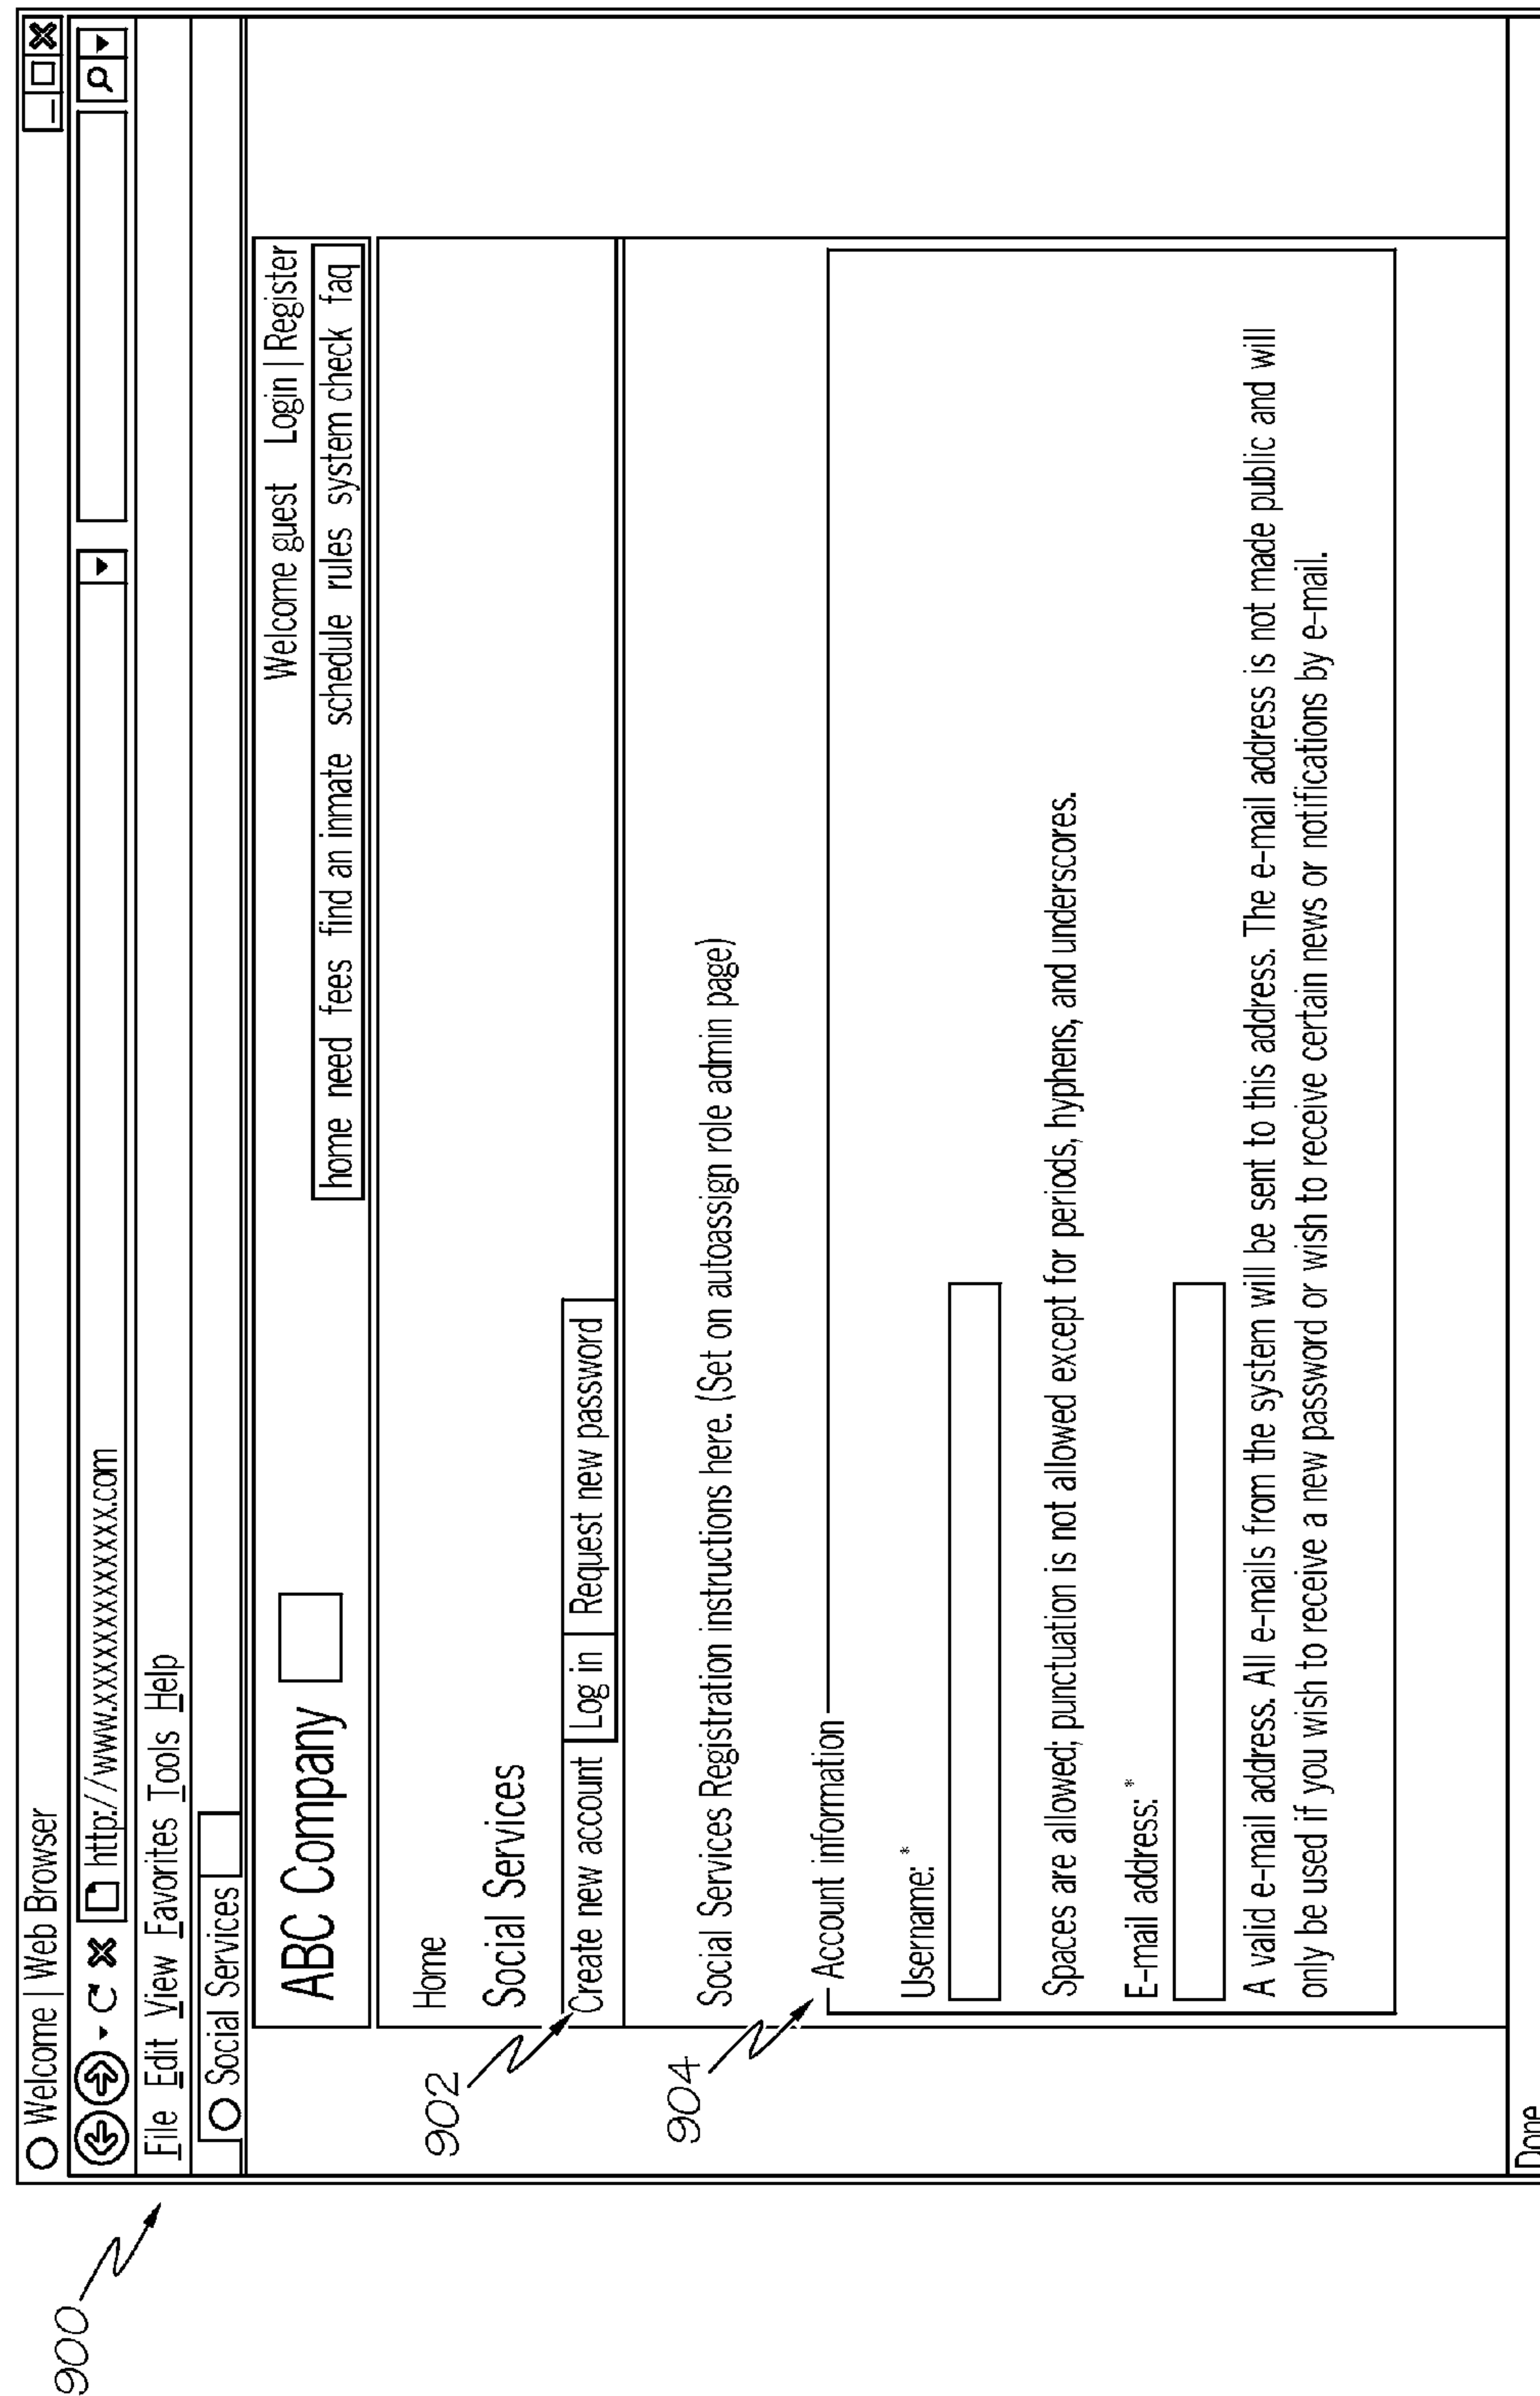 900
Welcome | Web Browser
http://www.xxxxxxxxxxxxx.com
File Edit View Favorites Tools Help
Social Services
Welcome guest Login | Register
ABC Company
home need fees find an inmate schedule rules system check faq
Home
Social Services
902
Create new account Log in Request new password
Social Services Registration instructions here. (Set on autoassign role admin page)
904
Account information
Username: *
Spaces are allowed; punctuation is not allowed except for periods, hyphens, and underscores.
E-mail address: *
A valid e-mail address. All e-mails from the system will be sent to this address. The e-mail address is not made public and will
only be used if you wish to receive a new password or wish to receive certain news or notifications by e-mail.
Done